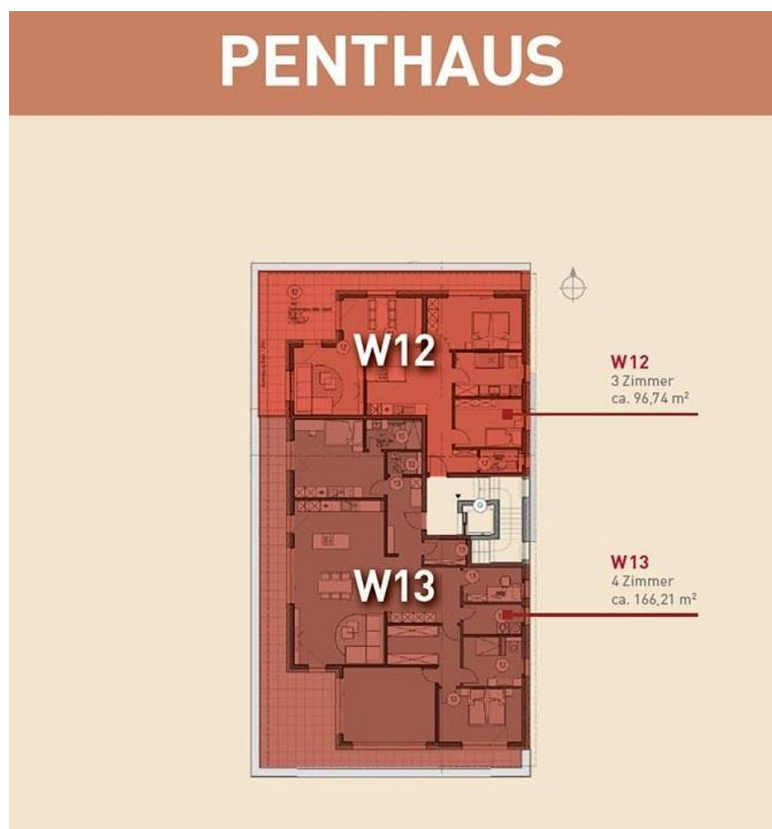 PENTHAUS
W12
W12
3 Zimmer
ca. 96,74 m²
W13
W13
4 Zimmer
ca. 166,21 m²